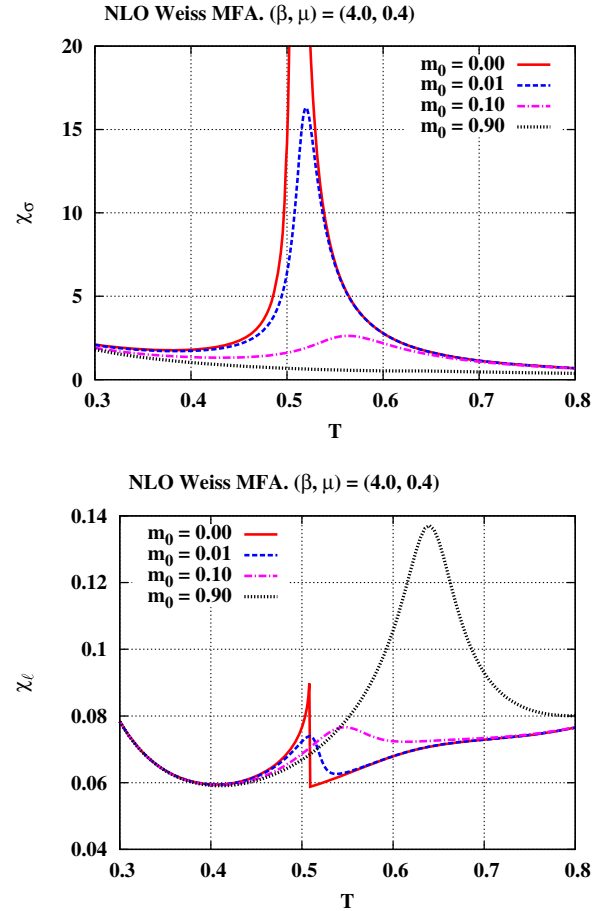 NLO Weiss MFA. (β, μ) = (4.0, 0.4)
20
15
10
5
0
χσ
m0 = 0.00
m0 = 0.01
m0 = 0.10
m0 = 0.90
0.3 0.4 0.5 0.6 0.7 0.8
T
NLO Weiss MFA. (β, μ) = (4.0, 0.4)
0.14
0.12
0.1
0.08
0.06
0.04
χℓ
m0 = 0.00
m0 = 0.01
m0 = 0.10
m0 = 0.90
0.3 0.4 0.5 0.6 0.7 0.8
T